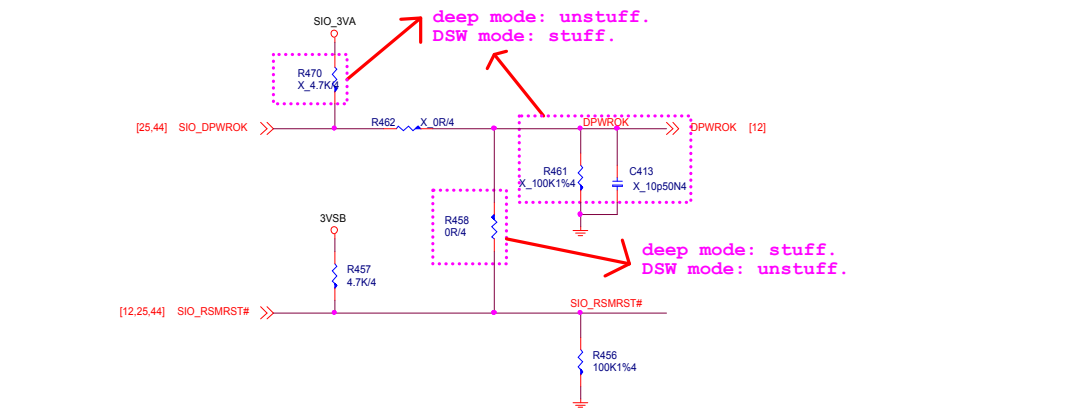 deep mode: unstuff.
DSW mode: stuff.
SIO_3VA
R470
X_4.7K/4
[25,44] SIO_DPWROK
R462 X_0R/4
DPWROK
DPWROK [12]
R461
X_100K1%4
C413
X_10p50N4
R458
0R/4
3VSB
deep mode: stuff.
DSW mode: unstuff.
R457
4.7K/4
[12,25,44] SIO_RSMRST#
SIO_RSMRST#
R456
100K1%4